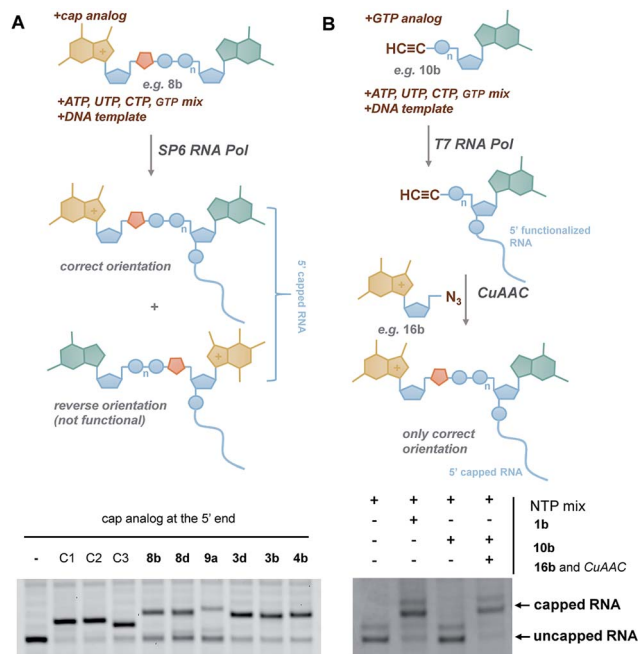 A
+cap analog
n
e.g. 8b
+ATP, UTP, CTP, GTP mix
+DNA template
SP6 RNA Pol
+
n
correct orientation
+
n
+
reverse orientation
(not functional)
5' capped RNA
cap analog at the 5' end
- C1 C2 C3 8b 8d 9a 3d 3b 4b
B
+GTP analog
HC≡C
n
e.g. 10b
+ATP, UTP, CTP, GTP mix
+DNA template
T7 RNA Pol
HC≡C
n
5' functionalized
RNA
+
N3
CuAAC
e.g. 16b
+
n
only correct
orientation
5' capped RNA
+ + + + NTP mix
- + - - 1b
- - + + 10b
- - - + 16b and CuAAC
capped RNA
uncapped RNA